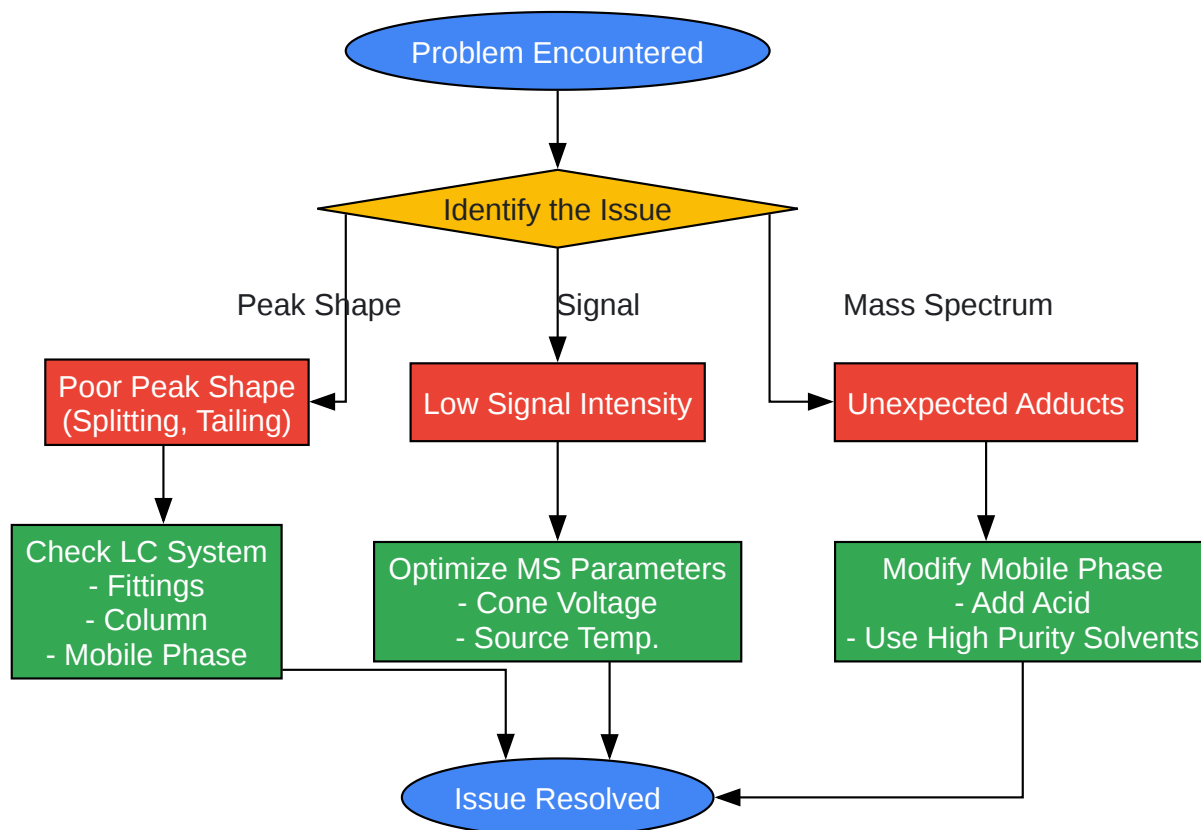 Problem Encountered
Identify the Issue
Peak Shape
Signal
Mass Spectrum
Poor Peak Shape
(Splitting, Tailing)
Low Signal Intensity
Unexpected Adducts
Check LC System
- Fittings
- Column
- Mobile Phase
Optimize MS Parameters
- Cone Voltage
- Source Temp.
Modify Mobile Phase
- Add Acid
- Use High Purity Solvents
Issue Resolved